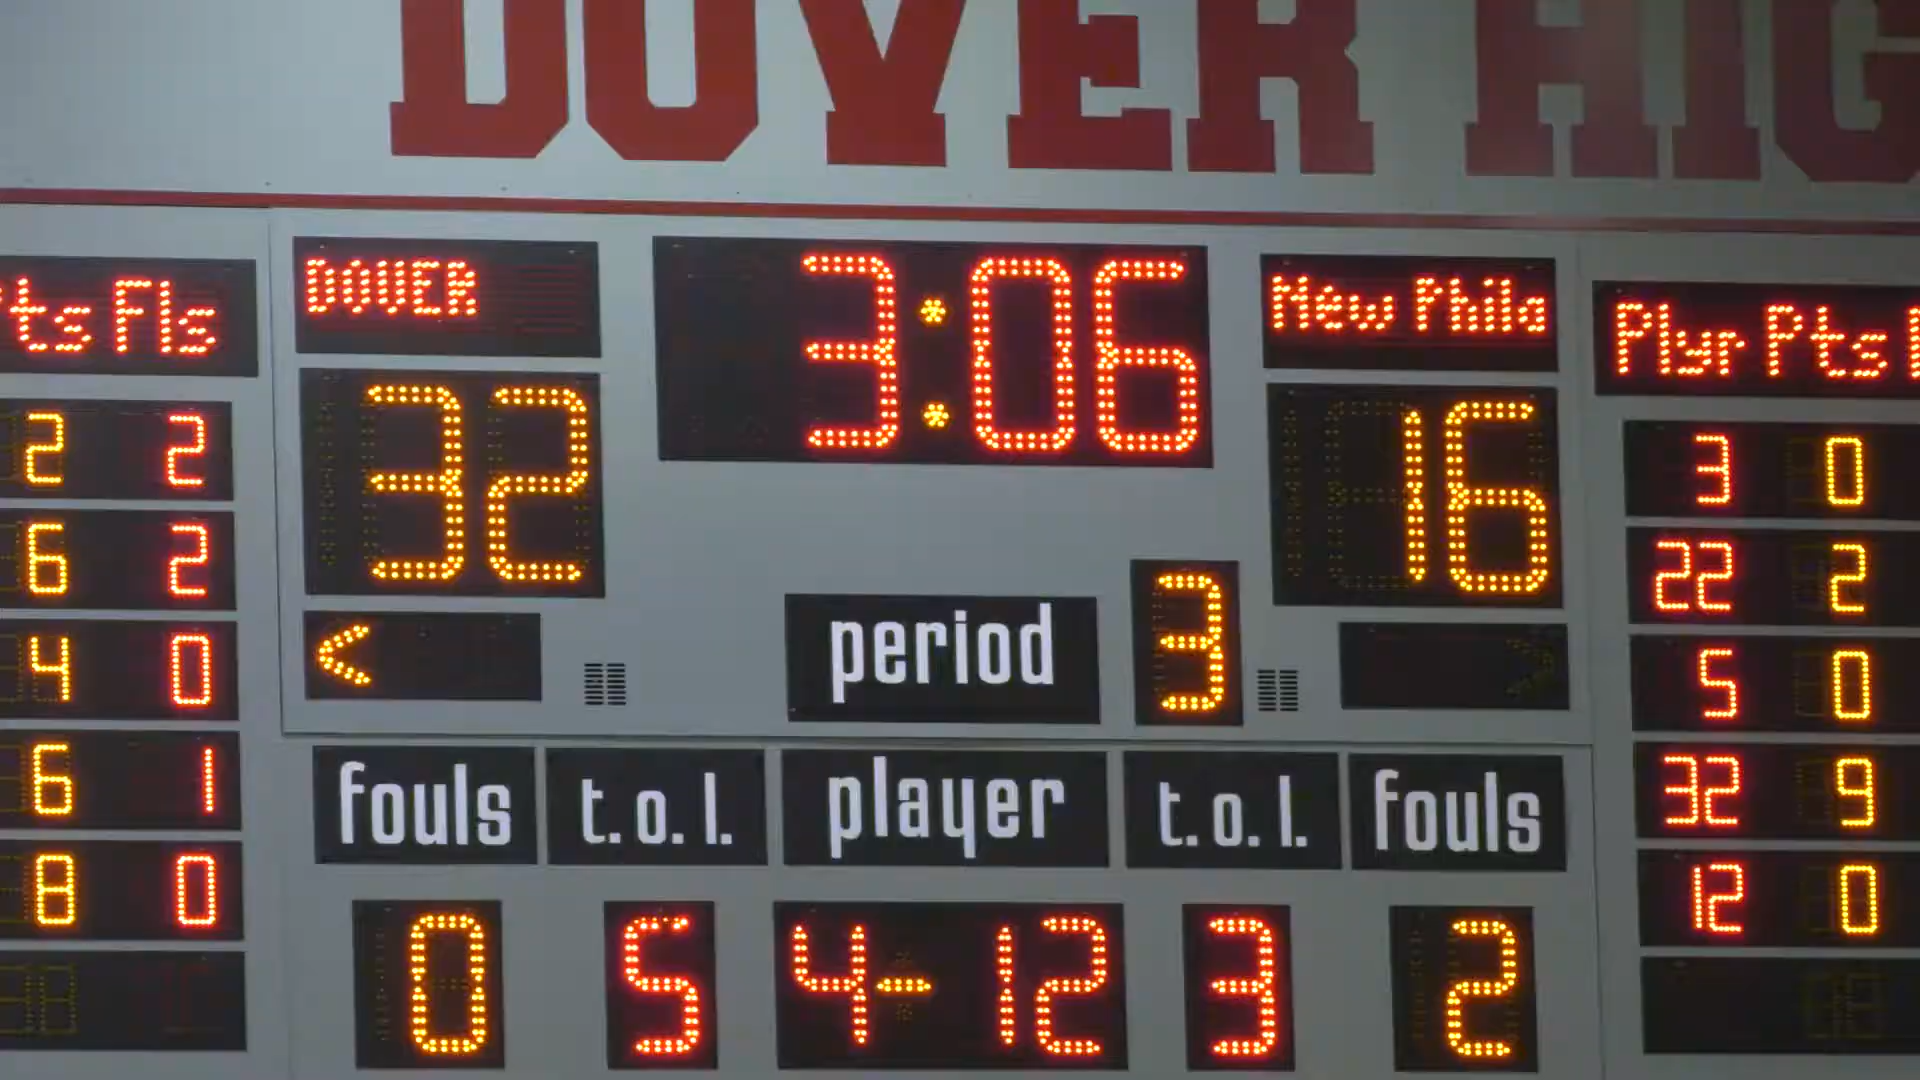 DOVER HIG
DOVER 3:06 New Phila
ts Fls
Plyr Pts
32 16
2 2
3 0
6 2
22 2
< period 3
4 0
5 0
fouls t.o.l. player t.o.l. fouls
6 1
32 9
8 0
12 0
0 5 4- 12 3 2